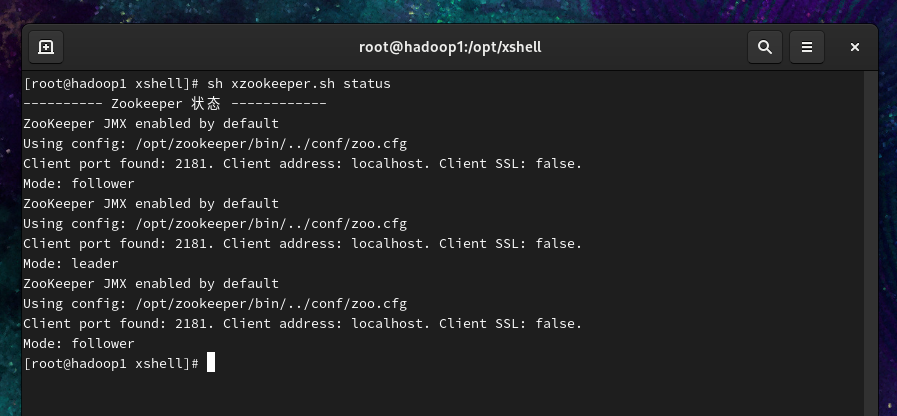 root@hadoop1:/opt/xshell
[root@hadoop1 xshell]# sh xzookeeper.sh status
---------- Zookeeper 状态 ------------
ZooKeeper JMX enabled by default
Using config: /opt/zookeeper/bin/../conf/zoo.cfg
Client port found: 2181. Client address: localhost. Client SSL: false.
Mode: follower
ZooKeeper JMX enabled by default
Using config: /opt/zookeeper/bin/../conf/zoo.cfg
Client port found: 2181. Client address: localhost. Client SSL: false.
Mode: leader
ZooKeeper JMX enabled by default
Using config: /opt/zookeeper/bin/../conf/zoo.cfg
Client port found: 2181. Client address: localhost. Client SSL: false.
Mode: follower
[root@hadoop1 xshell]#